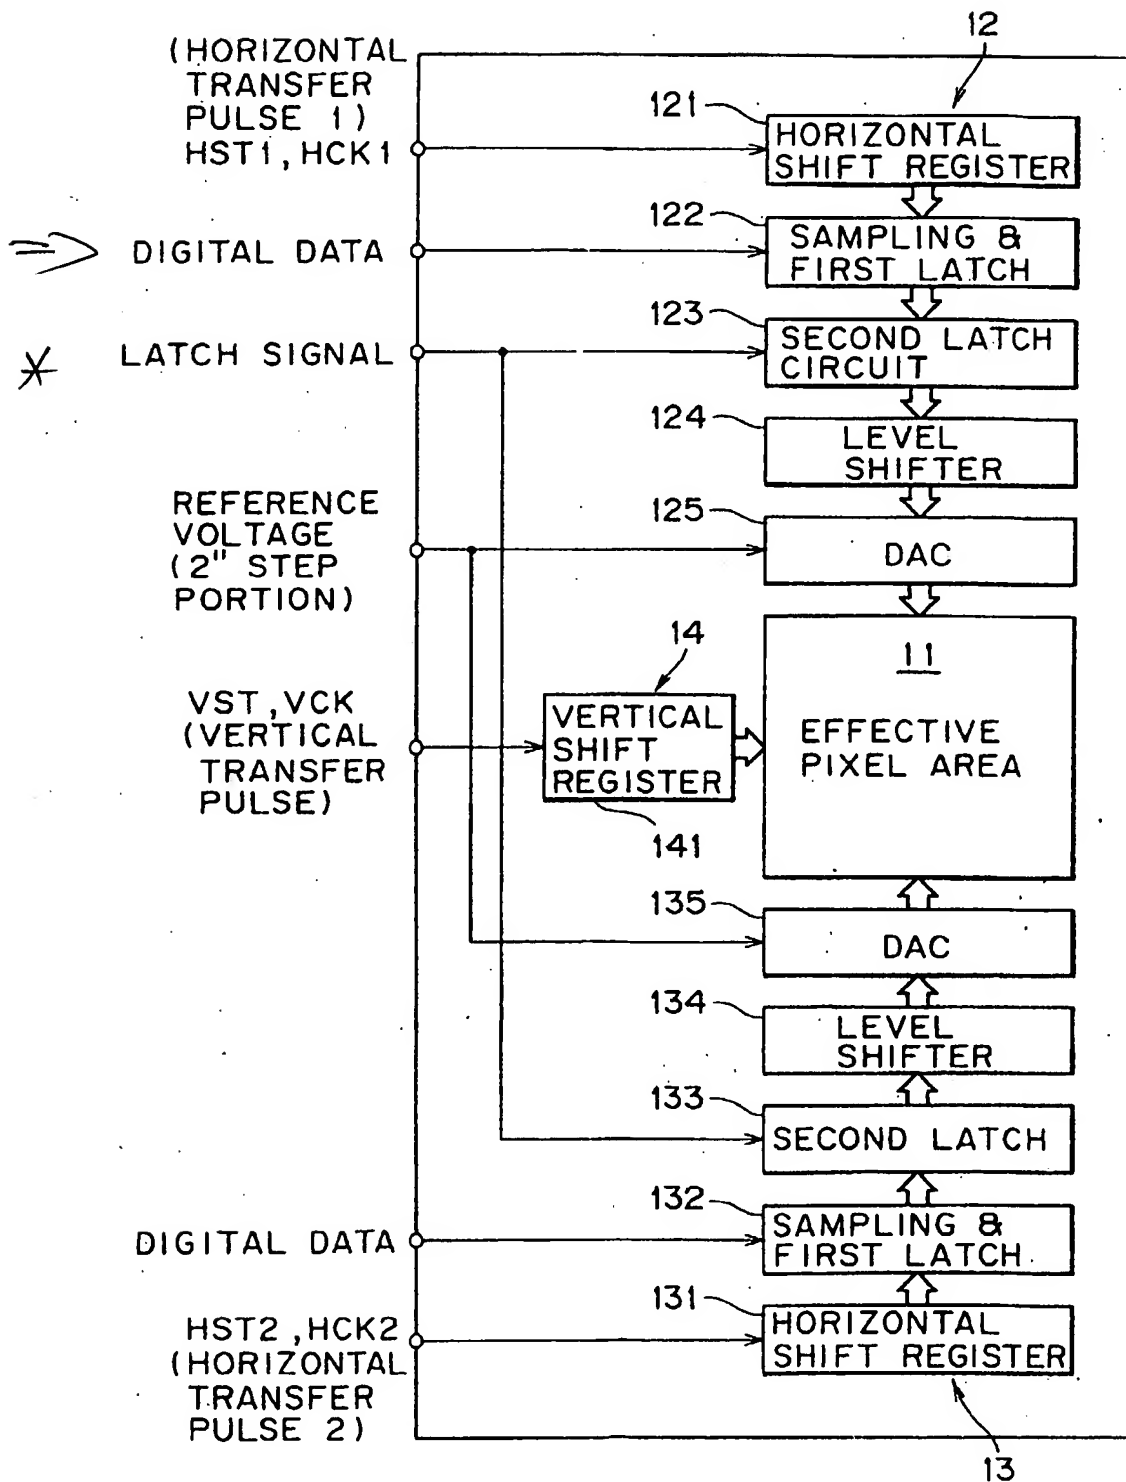 12
(HORIZONTAL
TRANSFER
PULSE 1)
HST1, HCK1
121
HORIZONTAL
SHIFT REGISTER
DIGITAL DATA
122
SAMPLING &
FIRST LATCH
LATCH SIGNAL
123
SECOND LATCH
CIRCUIT
124
LEVEL
SHIFTER
REFERENCE
VOLTAGE
(2" STEP
PORTION)
125
DAC
11
EFFECTIVE
PIXEL AREA
14
VST, VCK
(VERTICAL
TRANSFER
PULSE)
VERTICAL
SHIFT
REGISTER
141
135
DAC
134
LEVEL
SHIFTER
133
SECOND LATCH
132
DIGITAL DATA
SAMPLING &
FIRST LATCH
131
HST2, HCK2
(HORIZONTAL
TRANSFER
PULSE 2)
HORIZONTAL
SHIFT REGISTER
13